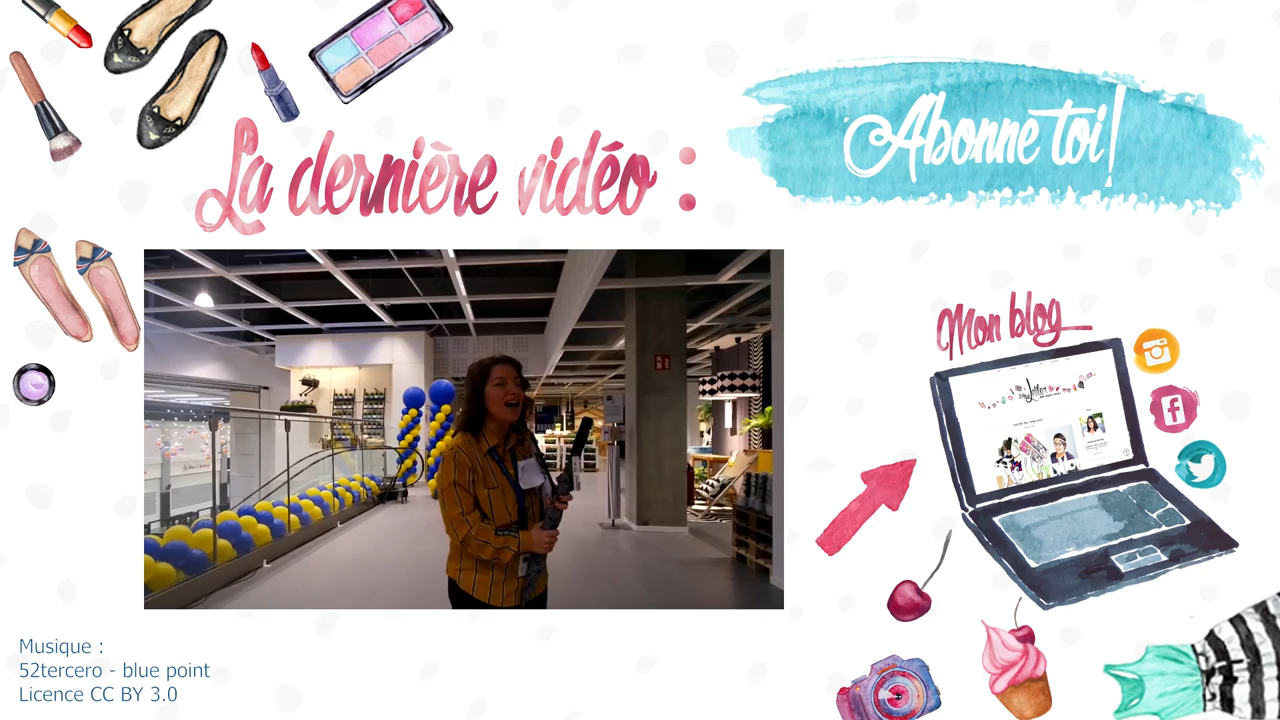 La dernière vidéo :
Abonne toi!
Mon blog
Musique :
52tercero - blue point
Licence CC BY 3.0